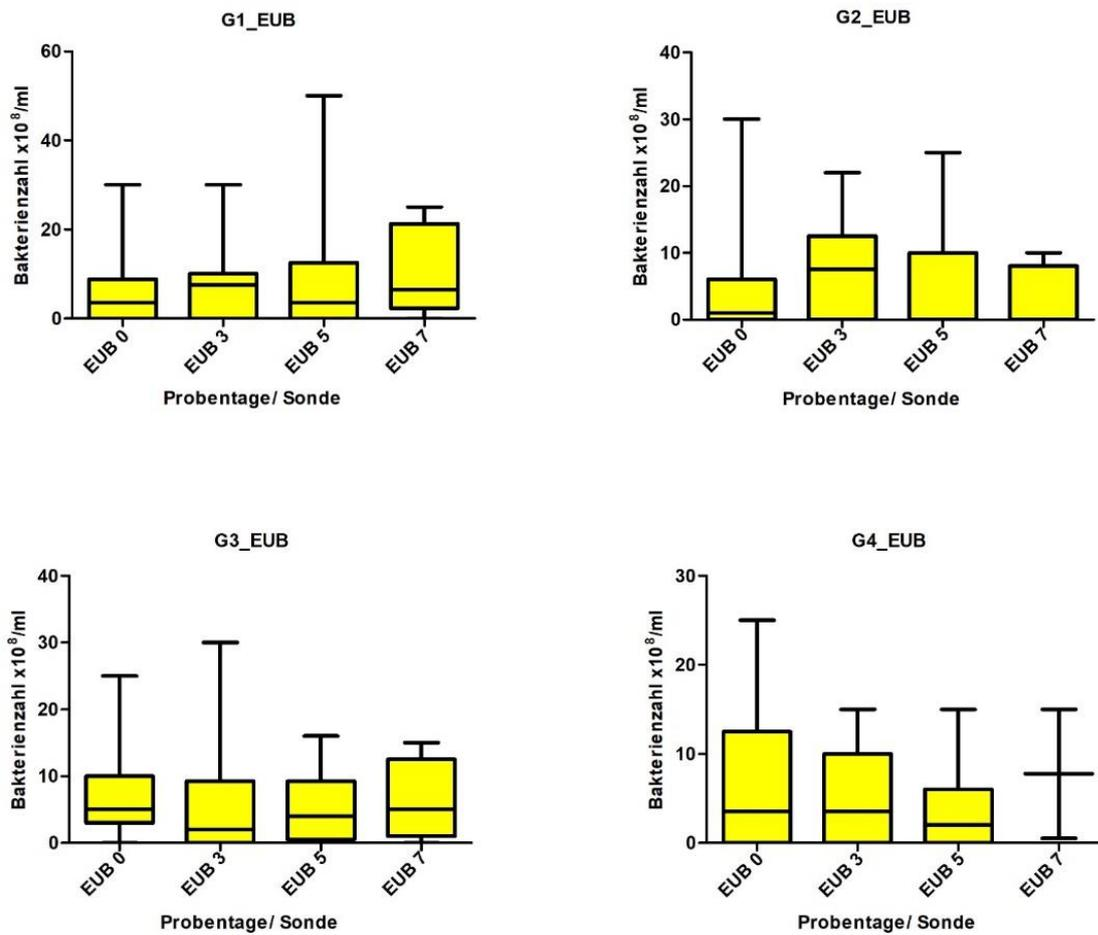 G1_EUB
Bakterienzahl x10⁸/ml
60
40
20
0
EUB 0
EUB 3
EUB 5
EUB 7
Probentage/ Sonde
G2_EUB
Bakterienzahl x10⁸/ml
40
30
20
10
0
EUB 0
EUB 3
EUB 5
EUB 7
Probentage/ Sonde
G3_EUB
Bakterienzahl x10⁸/ml
40
30
20
10
0
EUB 0
EUB 3
EUB 5
EUB 7
Probentage/ Sonde
G4_EUB
Bakterienzahl x10⁸/ml
30
20
10
0
EUB 0
EUB 3
EUB 5
EUB 7
Probentage/ Sonde